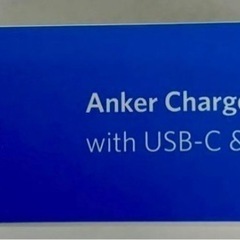 Anker Charge
with USB-C &